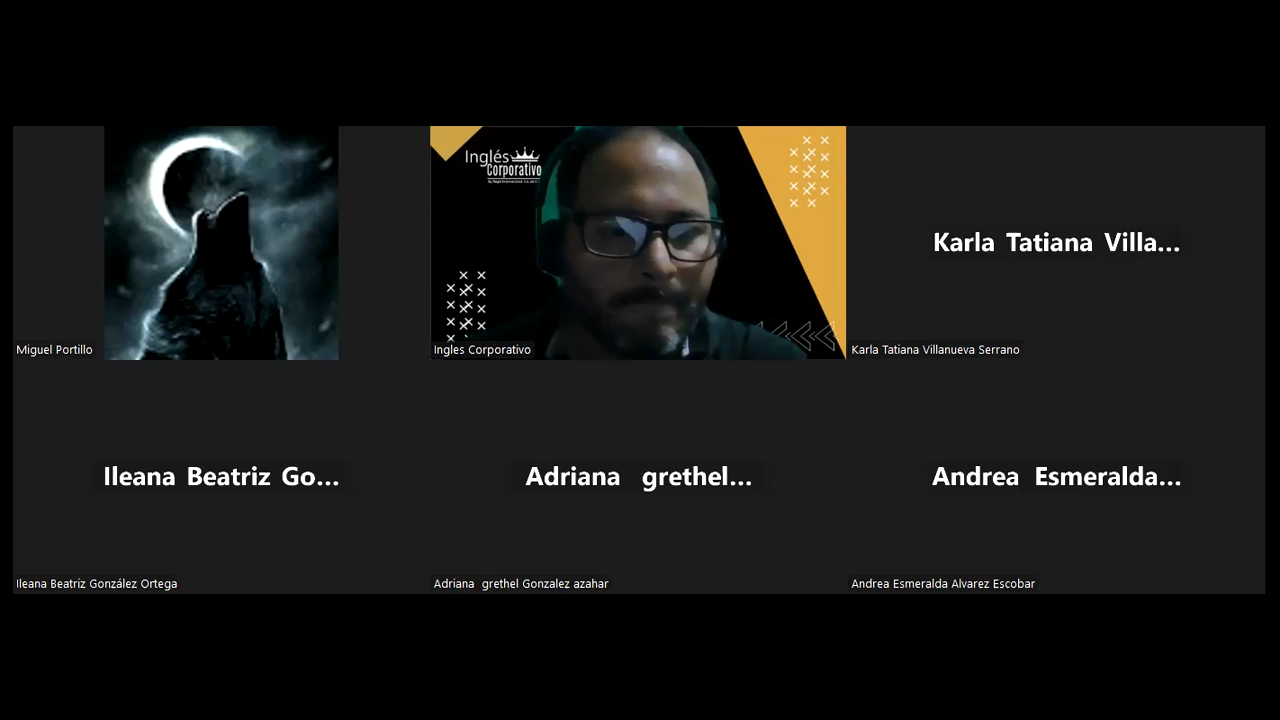 Inglés
Corporativo
Karla Tatiana Villa...
Miguel Portillo
Ingles Corporativo
Karla Tatiana Villanueva Serrano
Ileana Beatriz Go...
Adriana grethel...
Andrea Esmeralda...
Ileana Beatriz González Ortega
Adriana grethel Gonzalez azahar
Andrea Esmeralda Alvarez Escobar